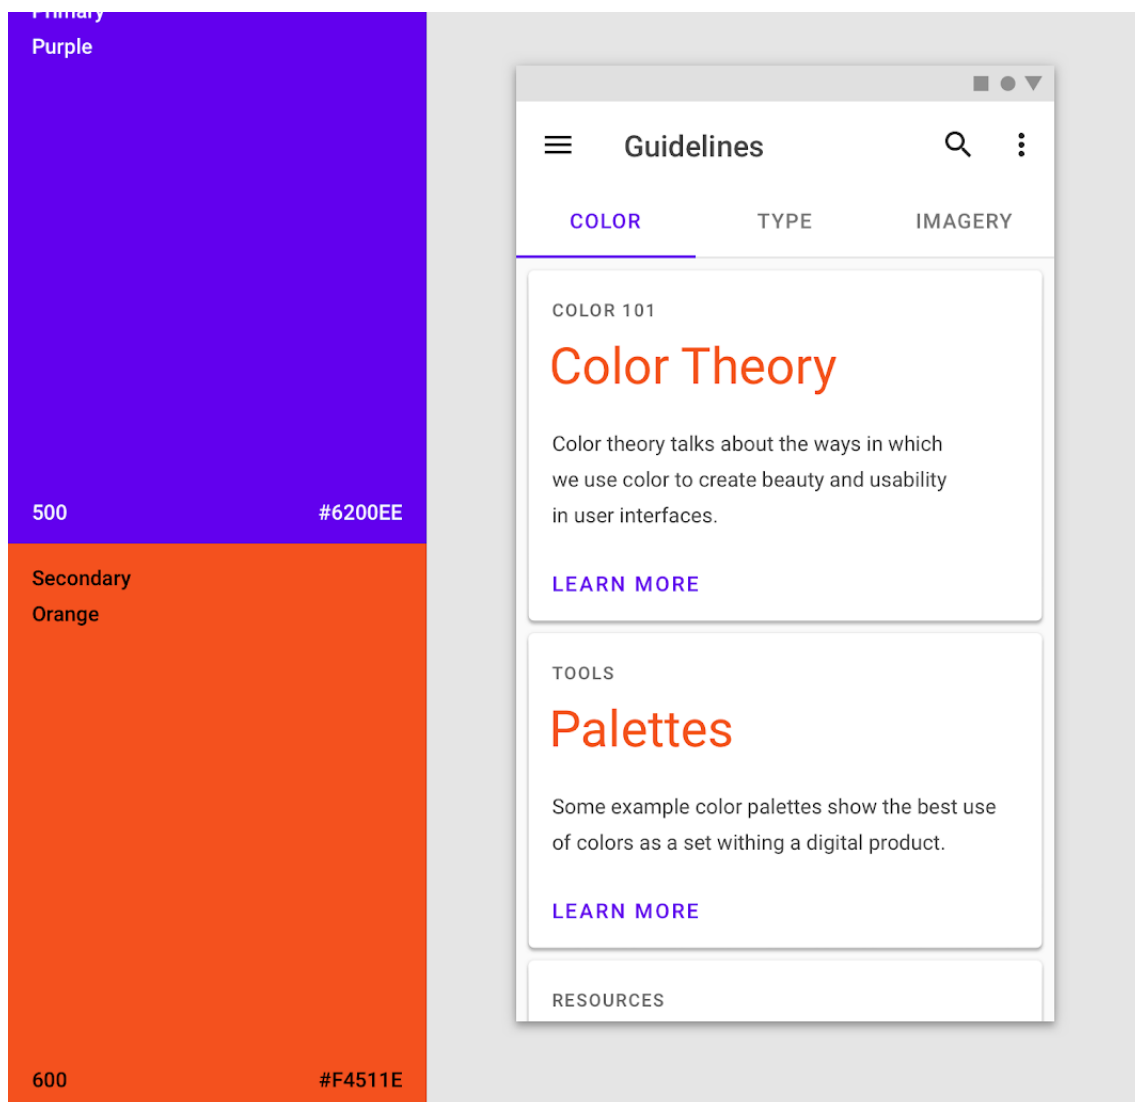 Primary
Purple
500 #6200EE
Secondary
Orange
600 #F4511E
Guidelines
COLOR TYPE IMAGERY
COLOR 101
Color Theory
Color theory talks about the ways in which
we use color to create beauty and usability
in user interfaces.
LEARN MORE
TOOLS
Palettes
Some example color palettes show the best use
of colors as a set withing a digital product.
LEARN MORE
RESOURCES